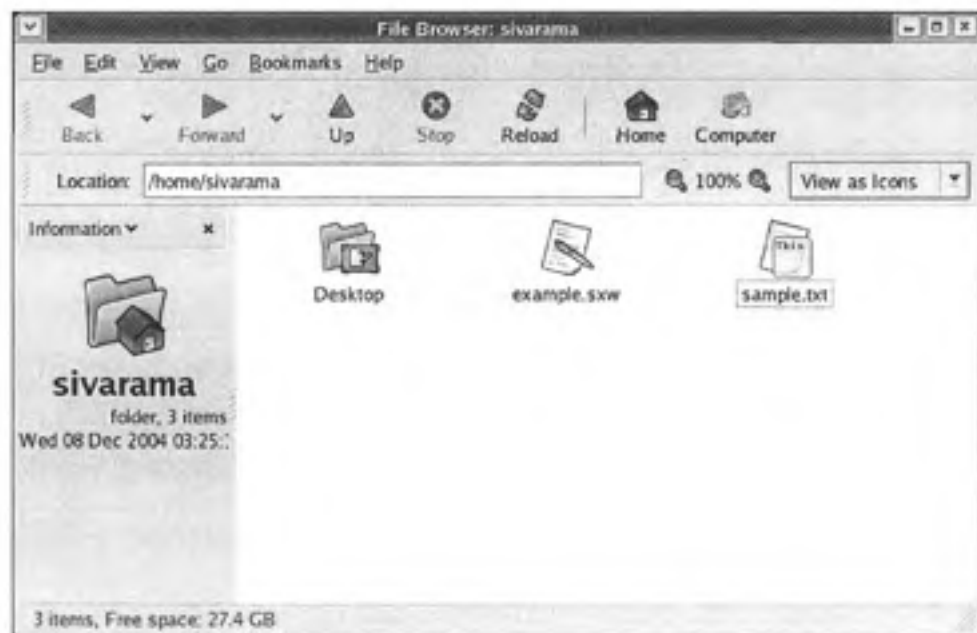 File Browser: sivarama
File Edit View Go Bookmarks Help
Back Forward Up Stop Reload Home Computer
Location: /home/sivarama 100% View as Icons
Information
Desktop example.sxw sample.txt
This
sivarama
folder, 3 items
Wed 08 Dec 2004 03:25:
3 items, Free space: 27.4 GB